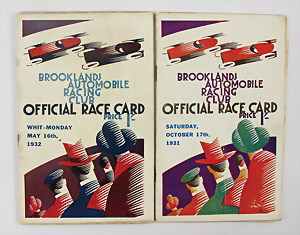 BROOKLANDS
AUTOMOBILE
RACING
CLUB
OFFICIAL RACE CARD
PRICE 1/-
WHIT-MONDAY
MAY 16th,
1932
BROOKLANDS
AUTOMOBILE
RACING
CLUB
OFFICIAL RACE CARD
PRICE 1/-
SATURDAY,
OCTOBER 17th,
1931